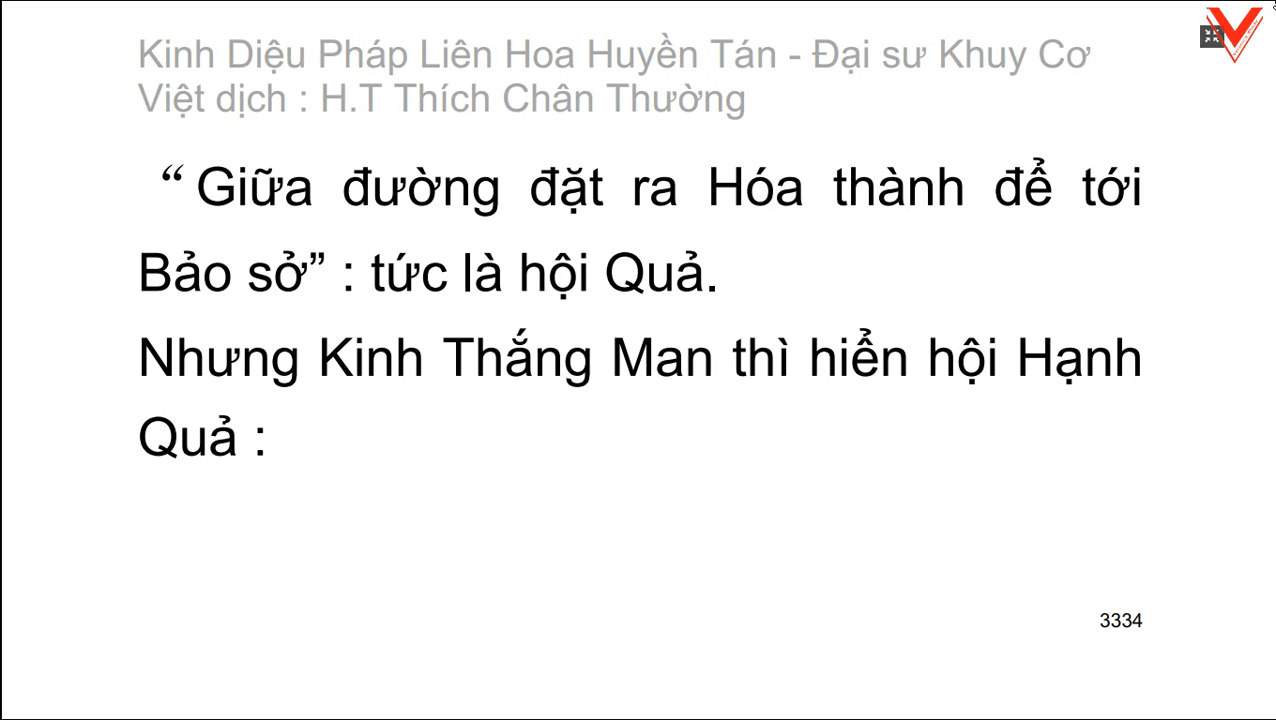 Kinh Diệu Pháp Liên Hoa Huyền Tán - Đại sư Khuy Cơ
Việt dịch : H.T Thích Chân Thường
“ Giữa đường đặt ra Hóa thành để tới
Bảo sở” : tức là hội Quả.
Nhưng Kinh Thắng Man thì hiển hội Hạnh
Quả :
3334